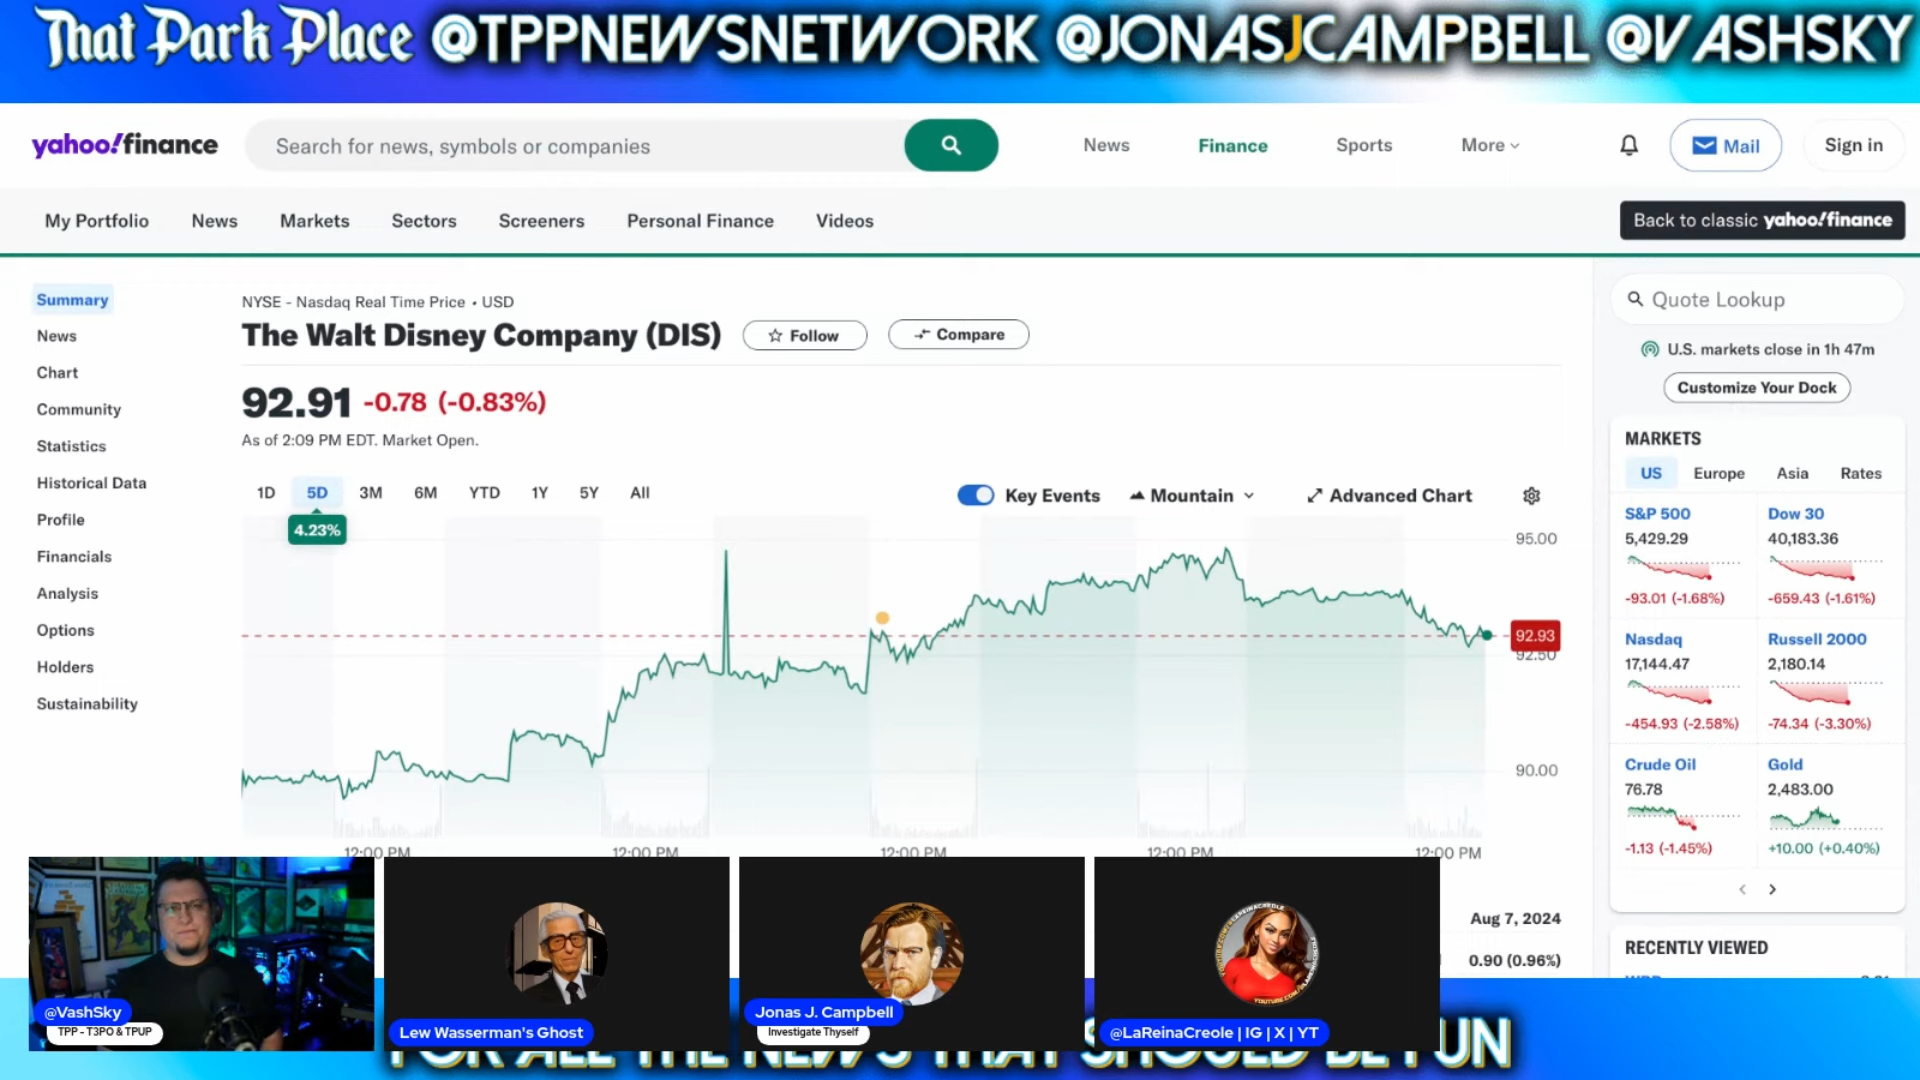 That Park Place @TPPNEWSNETWORK @JONASJCAMPBELL @VASHSKY
yahoo!finance
Search for news, symbols or companies
News
Finance
Sports
More
Mail
Sign in
My Portfolio
News
Markets
Sectors
Screeners
Personal Finance
Videos
Back to classic yahoo!finance
Summary
News
Chart
Community
Statistics
Historical Data
Profile
Financials
Analysis
Options
Holders
Sustainability
NYSE - Nasdaq Real Time Price • USD
The Walt Disney Company (DIS)
Follow
Compare
92.91 -0.78 (-0.83%)
As of 2:09 PM EDT. Market Open.
1D
5D
3M
6M
YTD
1Y
5Y
All
4.23%
Key Events
Mountain
Advanced Chart
95.00
92.93
92.50
90.00
12:00 PM
12:00 PM
12:00 PM
12:00 PM
12:00 PM
Aug 7, 2024
0.90 (0.96%)
Quote Lookup
U.S. markets close in 1h 47m
Customize Your Dock
MARKETS
US
Europe
Asia
Rates
S&P 500
5,429.29
-93.01 (-1.68%)
Dow 30
40,183.36
-659.43 (-1.61%)
Nasdaq
17,144.47
-454.93 (-2.58%)
Russell 2000
2,180.14
-74.34 (-3.30%)
Crude Oil
76.78
-1.13 (-1.45%)
Gold
2,483.00
+10.00 (+0.40%)
RECENTLY VIEWED
@VashSky
TPP - T3PO & TPUP
Lew Wasserman's Ghost
Jonas J. Campbell
Investigate Thyself
@LaReinaCreole | IG | X | YT
FOR ALL THE NEWS THAT SHOULD BE FUN